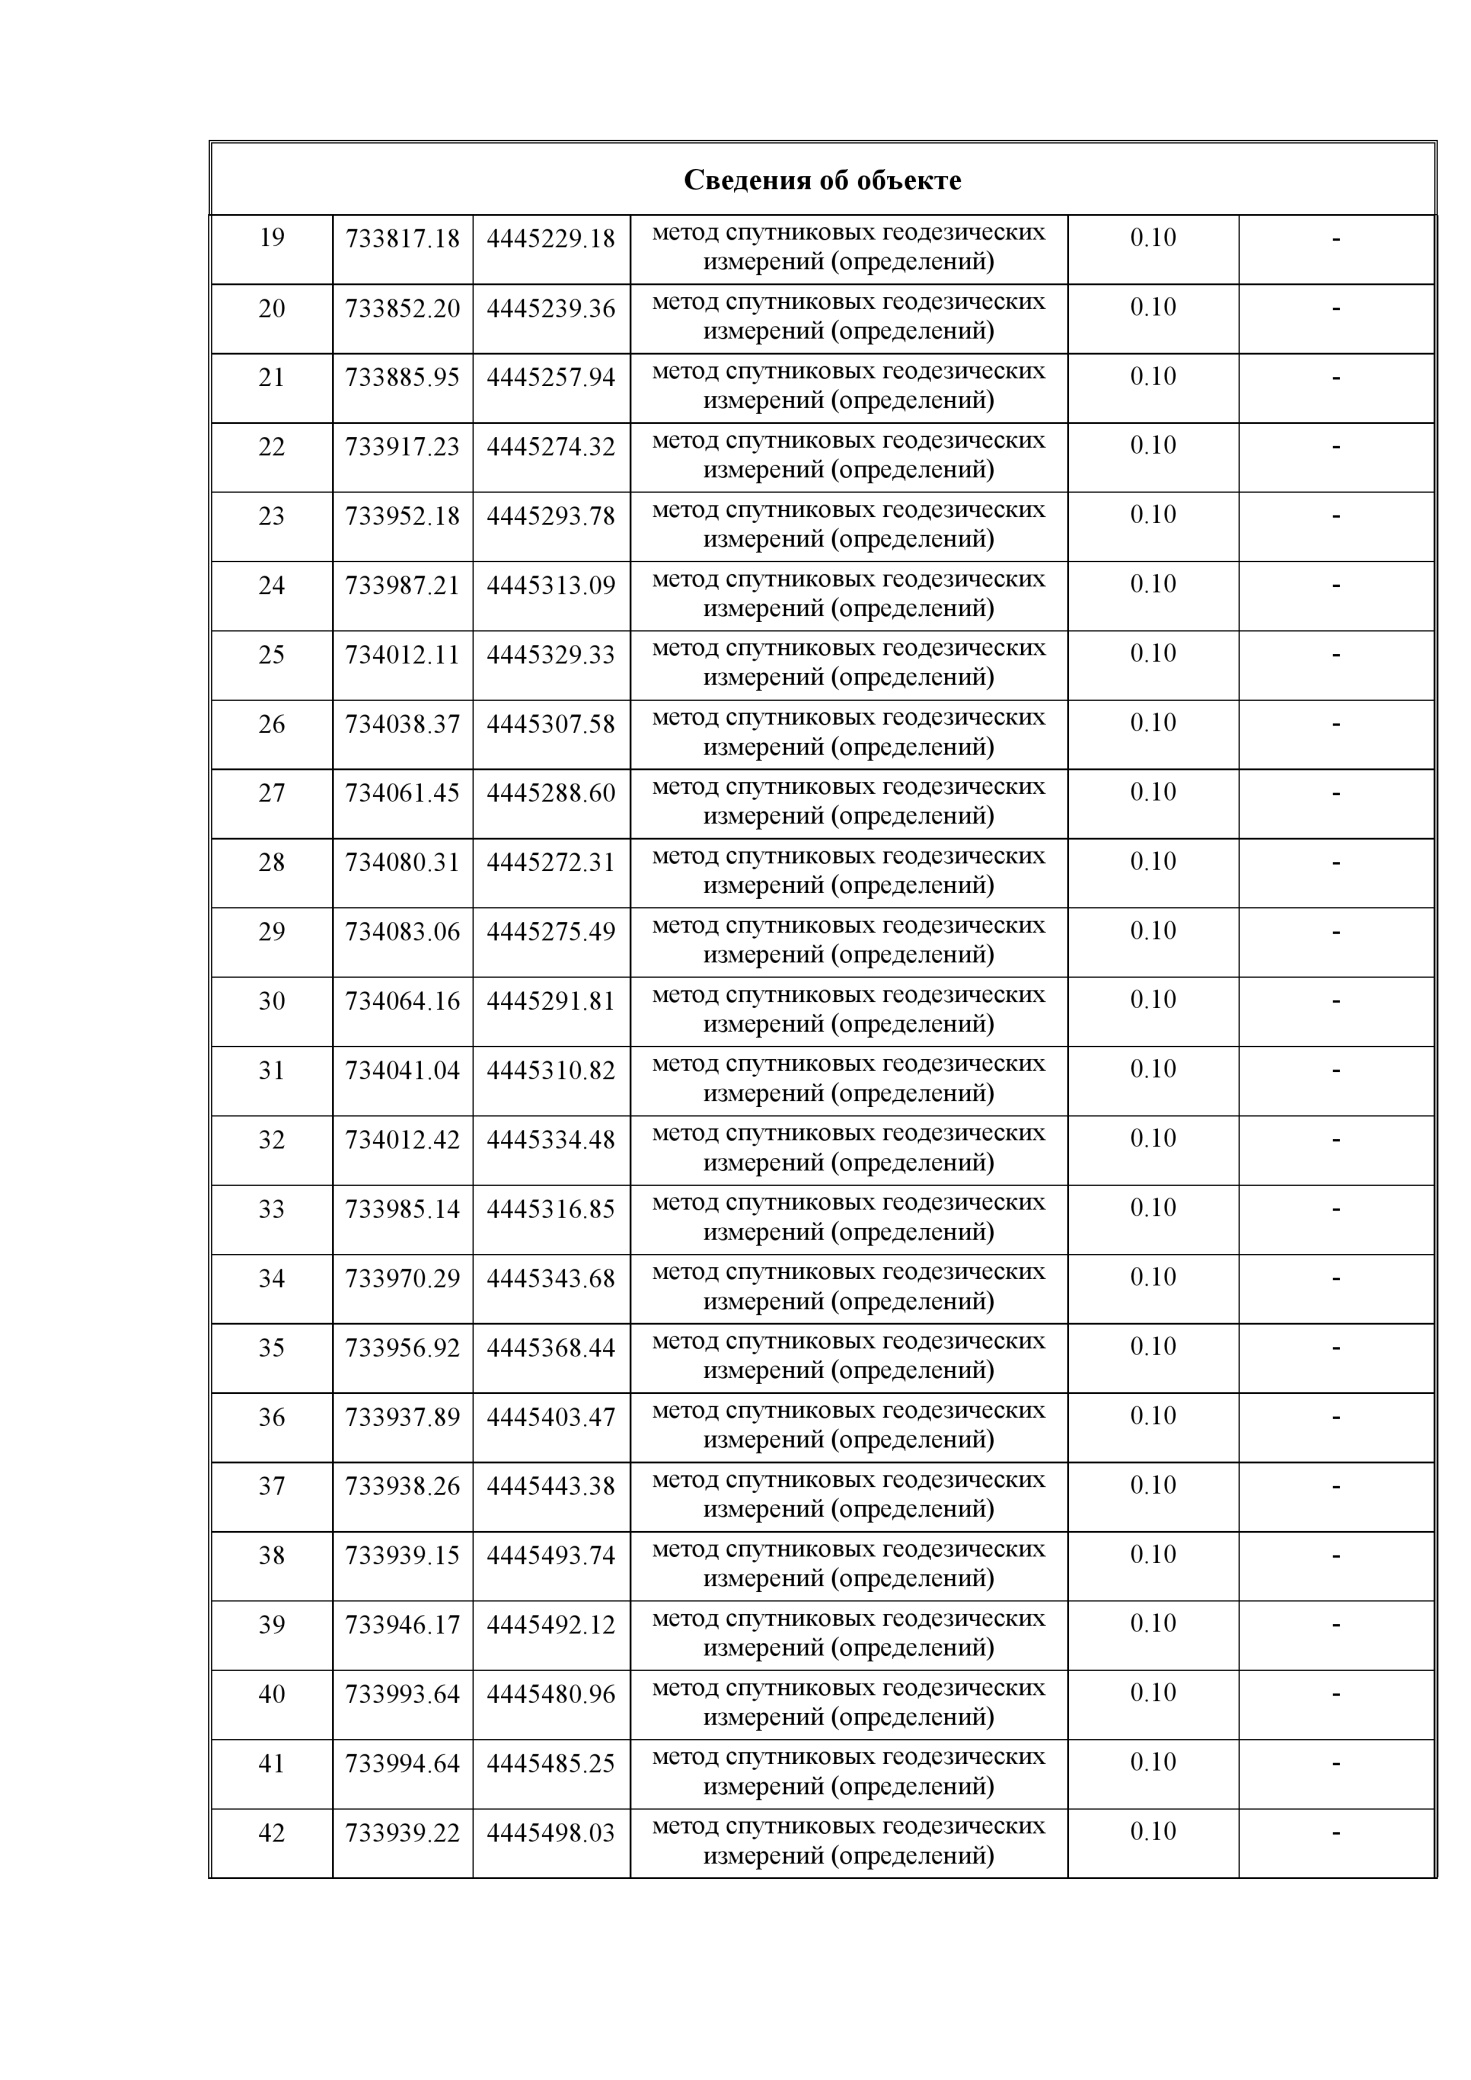 Сведения об объекте
19 733817.18 4445229.18 метод спутниковых геодезических измерений (определений) 0.10 -
20 733852.20 4445239.36 метод спутниковых геодезических измерений (определений) 0.10 -
21 733885.95 4445257.94 метод спутниковых геодезических измерений (определений) 0.10 -
22 733917.23 4445274.32 метод спутниковых геодезических измерений (определений) 0.10 -
23 733952.18 4445293.78 метод спутниковых геодезических измерений (определений) 0.10 -
24 733987.21 4445313.09 метод спутниковых геодезических измерений (определений) 0.10 -
25 734012.11 4445329.33 метод спутниковых геодезических измерений (определений) 0.10 -
26 734038.37 4445307.58 метод спутниковых геодезических измерений (определений) 0.10 -
27 734061.45 4445288.60 метод спутниковых геодезических измерений (определений) 0.10 -
28 734080.31 4445272.31 метод спутниковых геодезических измерений (определений) 0.10 -
29 734083.06 4445275.49 метод спутниковых геодезических измерений (определений) 0.10 -
30 734064.16 4445291.81 метод спутниковых геодезических измерений (определений) 0.10 -
31 734041.04 4445310.82 метод спутниковых геодезических измерений (определений) 0.10 -
32 734012.42 4445334.48 метод спутниковых геодезических измерений (определений) 0.10 -
33 733985.14 4445316.85 метод спутниковых геодезических измерений (определений) 0.10 -
34 733970.29 4445343.68 метод спутниковых геодезических измерений (определений) 0.10 -
35 733956.92 4445368.44 метод спутниковых геодезических измерений (определений) 0.10 -
36 733937.89 4445403.47 метод спутниковых геодезических измерений (определений) 0.10 -
37 733938.26 4445443.38 метод спутниковых геодезических измерений (определений) 0.10 -
38 733939.15 4445493.74 метод спутниковых геодезических измерений (определений) 0.10 -
39 733946.17 4445492.12 метод спутниковых геодезических измерений (определений) 0.10 -
40 733993.64 4445480.96 метод спутниковых геодезических измерений (определений) 0.10 -
41 733994.64 4445485.25 метод спутниковых геодезических измерений (определений) 0.10 -
42 733939.22 4445498.03 метод спутниковых геодезических измерений (определений) 0.10 -